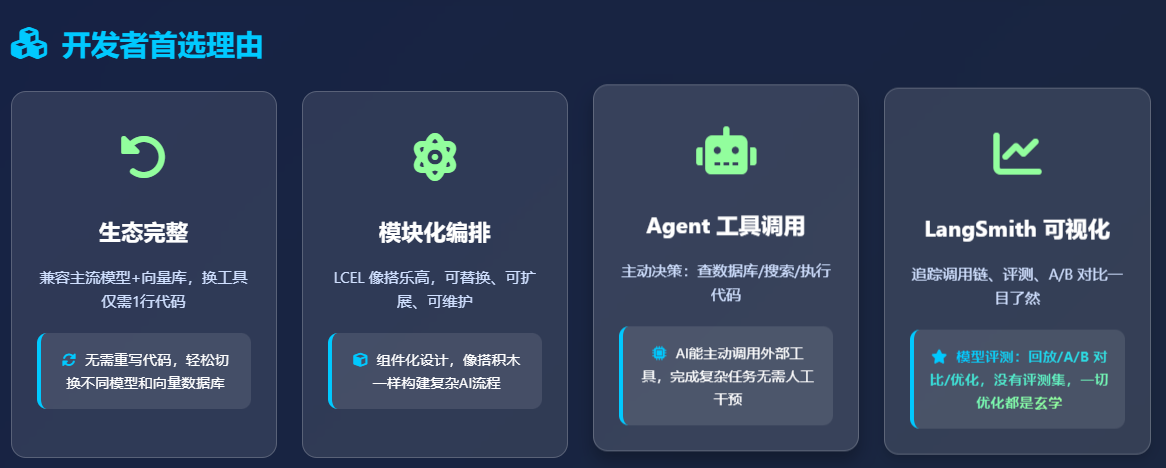 开发者首选理由
生态完整
兼容主流模型+向量库，换工具
仅需1行代码
无需重写代码，轻松切
换不同模型和向量数据库
模块化编排
LCEL 像搭乐高，可替换、可扩
展、可维护
组件化设计，像搭积木
一样构建复杂AI流程
Agent 工具调用
主动决策：查数据库/搜索/执行
代码
AI能主动调用外部工
具，完成复杂任务无需人工
干预
LangSmith 可视化
追踪调用链、评测、A/B 对比一
目了然
模型评测：回放/A/B 对
比/优化，没有评测集，一切
优化都是玄学